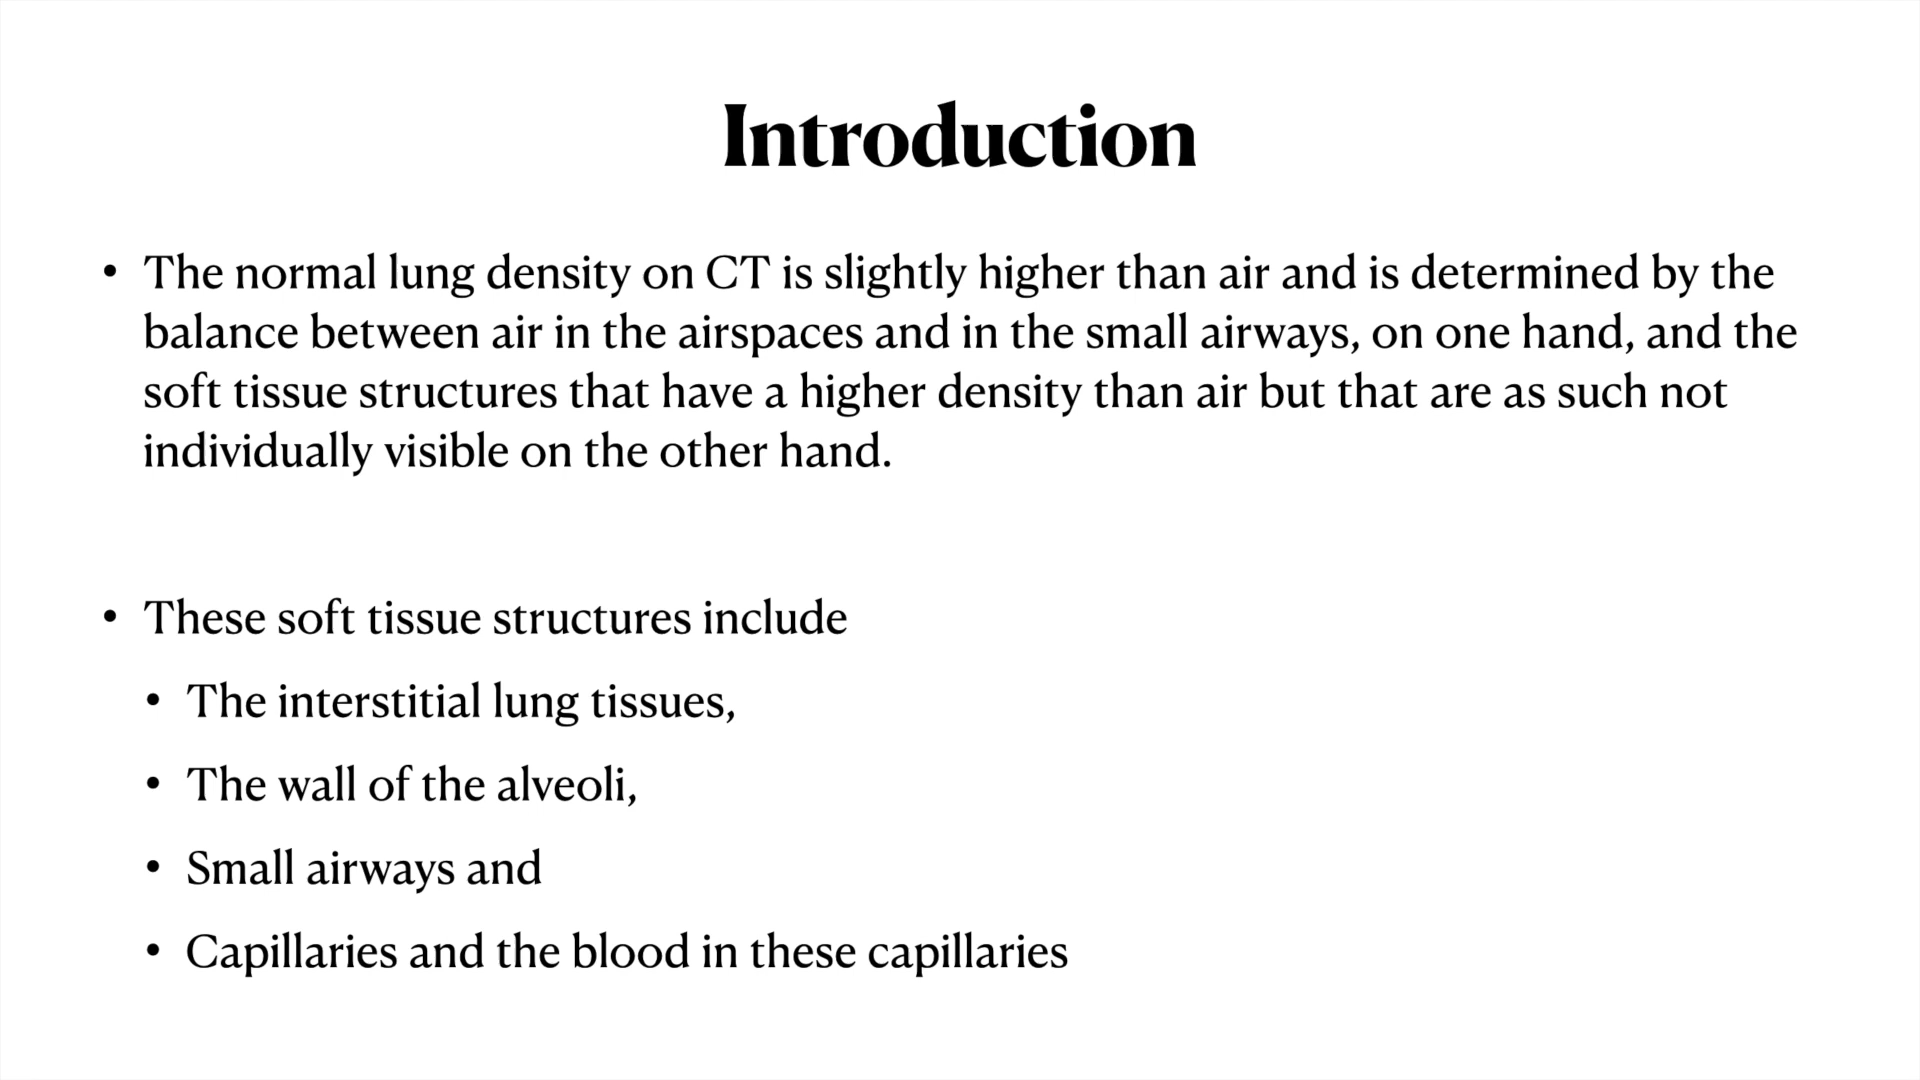 Introduction
• The normal lung density on CT is slightly higher than air and is determined by the
balance between air in the airspaces and in the small airways, on one hand, and the
soft tissue structures that have a higher density than air but that are as such not
individually visible on the other hand.
• These soft tissue structures include
• The interstitial lung tissues,
• The wall of the alveoli,
• Small airways and
• Capillaries and the blood in these capillaries